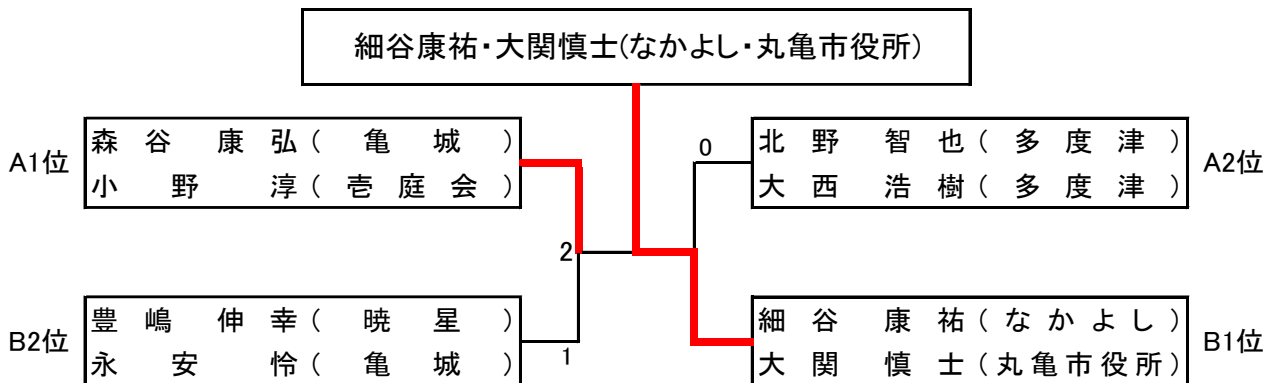 細谷康祐・大関慎士(なかよし・丸亀市役所)
A1位
森谷康弘(亀城)
小野淳(壱庭会)
0
北野智也(多度津)
大西浩樹(多度津)
A2位
2
B2位
豊嶋伸幸(暁星)
永安怜(亀城)
1
細谷康祐(なかよし)
大関慎士(丸亀市役所)
B1位